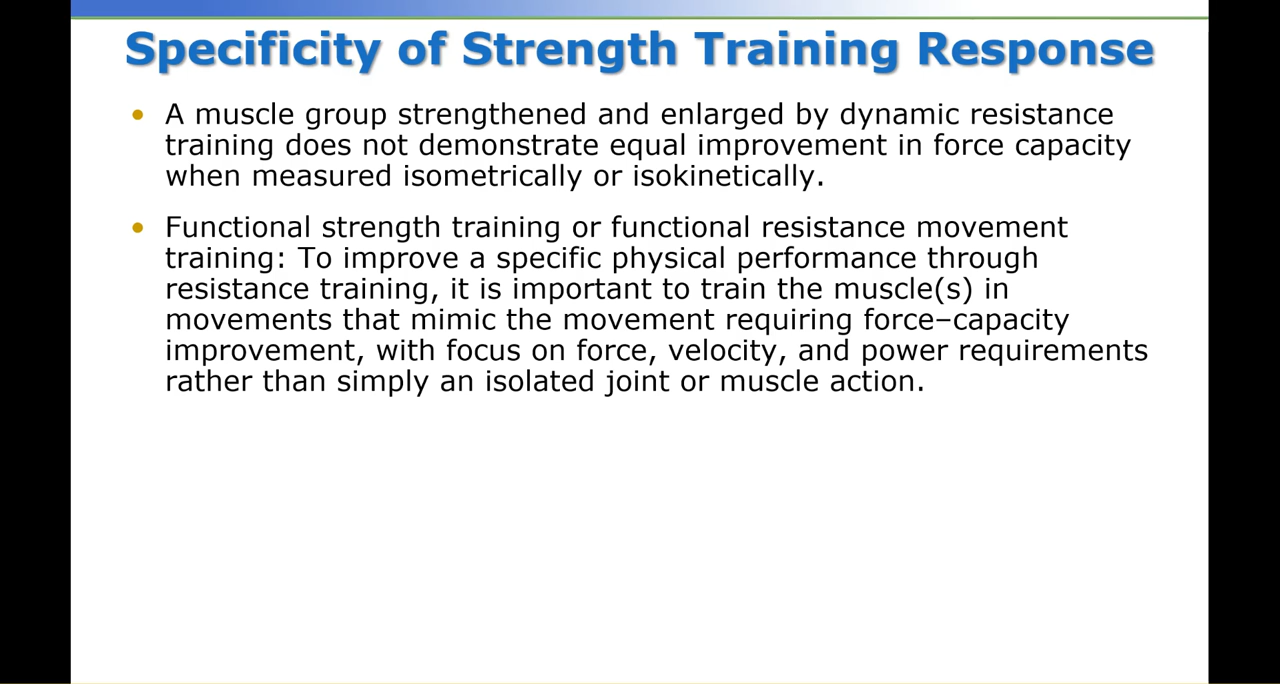 Specificity of Strength Training Response
• A muscle group strengthened and enlarged by dynamic resistance
training does not demonstrate equal improvement in force capacity
when measured isometrically or isokinetically.
• Functional strength training or functional resistance movement
training: To improve a specific physical performance through
resistance training, it is important to train the muscle(s) in
movements that mimic the movement requiring force–capacity
improvement, with focus on force, velocity, and power requirements
rather than simply an isolated joint or muscle action.